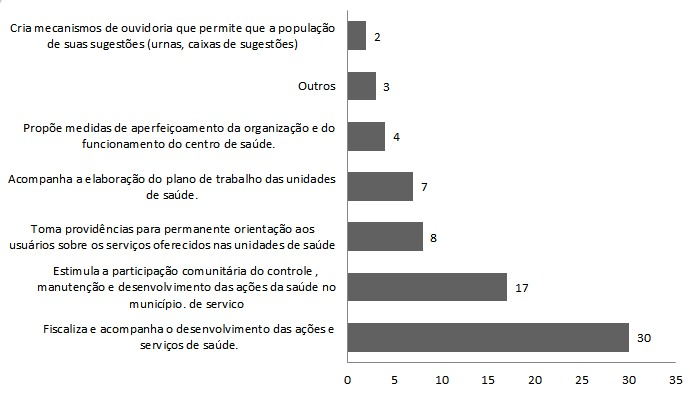 Cria mecanismos de ouvidoria que permite que a população
de suas sugestões (urnas, caixas de sugestões)
2
Outros
3
Propõe medidas de aperfeiçoamento da organização e do
funcionamento do centro de saúde.
4
Acompanha a elaboração do plano de trabalho das unidades
de saúde.
7
Toma providências para permanente orientação aos
usuários sobre os serviços oferecidos nas unidades de saúde
8
Estimula a participação comunitária do controle ,
manutenção e desenvolvimento das ações da saúde no
município. de servico
17
Fiscaliza e acompanha o desenvolvimento das ações e
serviços de saúde.
30
0 5 10 15 20 25 30 35